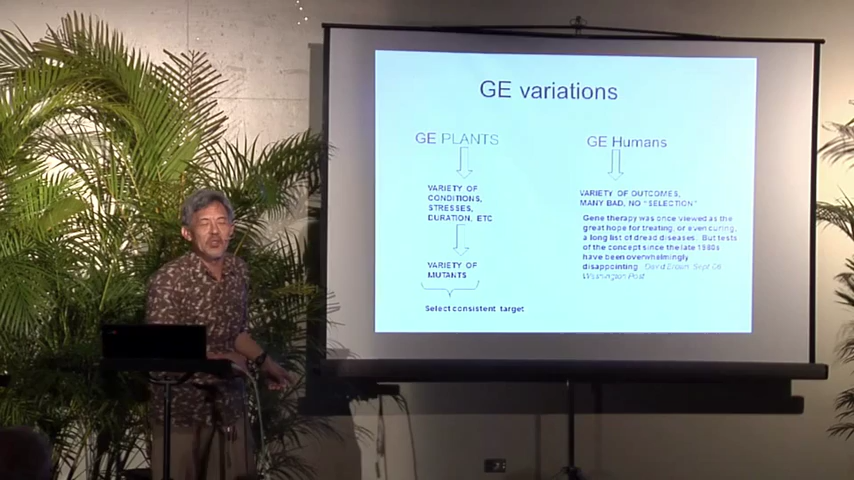 GE variations
GE PLANTS
VARIETY OF
CONDITIONS,
STRESSES,
DURATION, ETC
VARIETY OF
MUTANTS
Select consistent target
GE Humans
VARIETY OF OUTCOMES,
MANY BAD, NO "SELECTION"
Gene therapy was once viewed as the
great hope for treating, or even curing,
a long list of dread diseases. But tests
of the concept since the late 1980s
have been overwhelmingly
disappointing David Sept
Washington Post